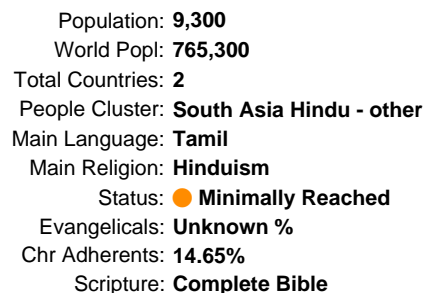 Population: 9,300
World Popl: 765,300
Total Countries: 2
People Cluster: South Asia Hindu - other
Main Language: Tamil
Main Religion: Hinduism
Status: Minimally Reached
Evangelicals: Unknown %
Chr Adherents: 14.65%
Scripture: Complete Bible